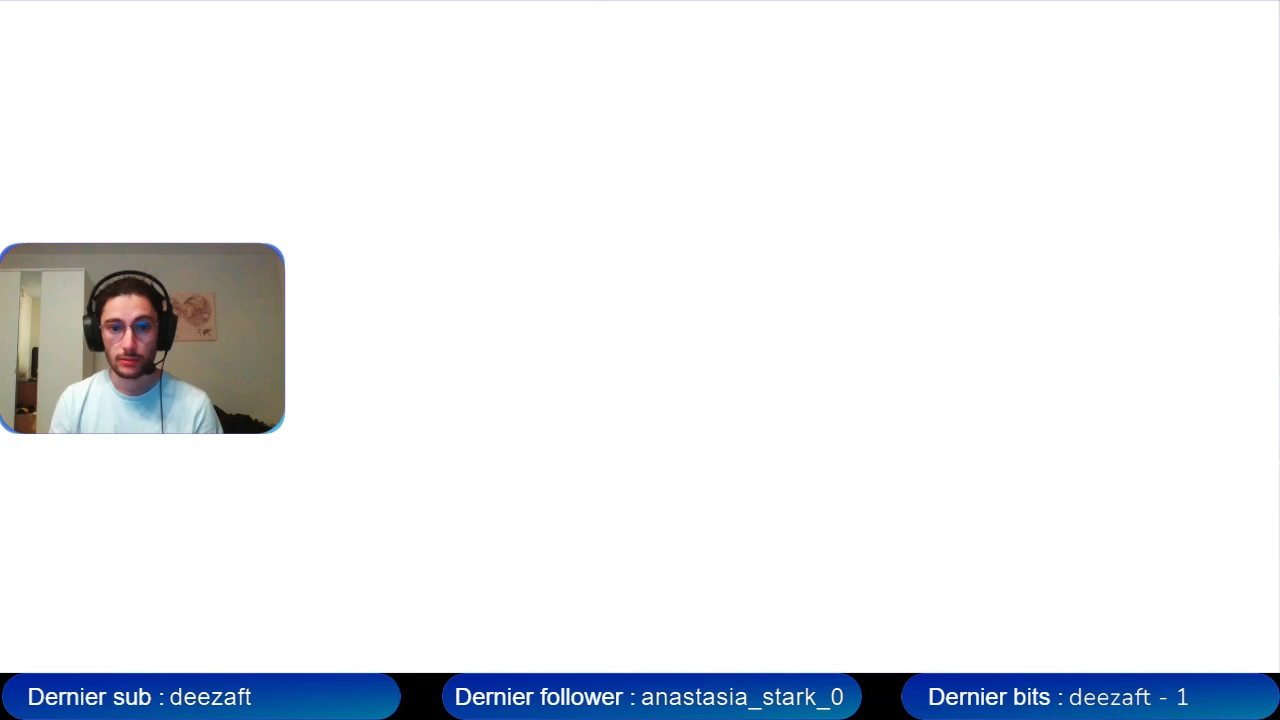 Dernier sub : deezaft
Dernier follower : anastasia_stark_0
Dernier bits : deezaft - 1